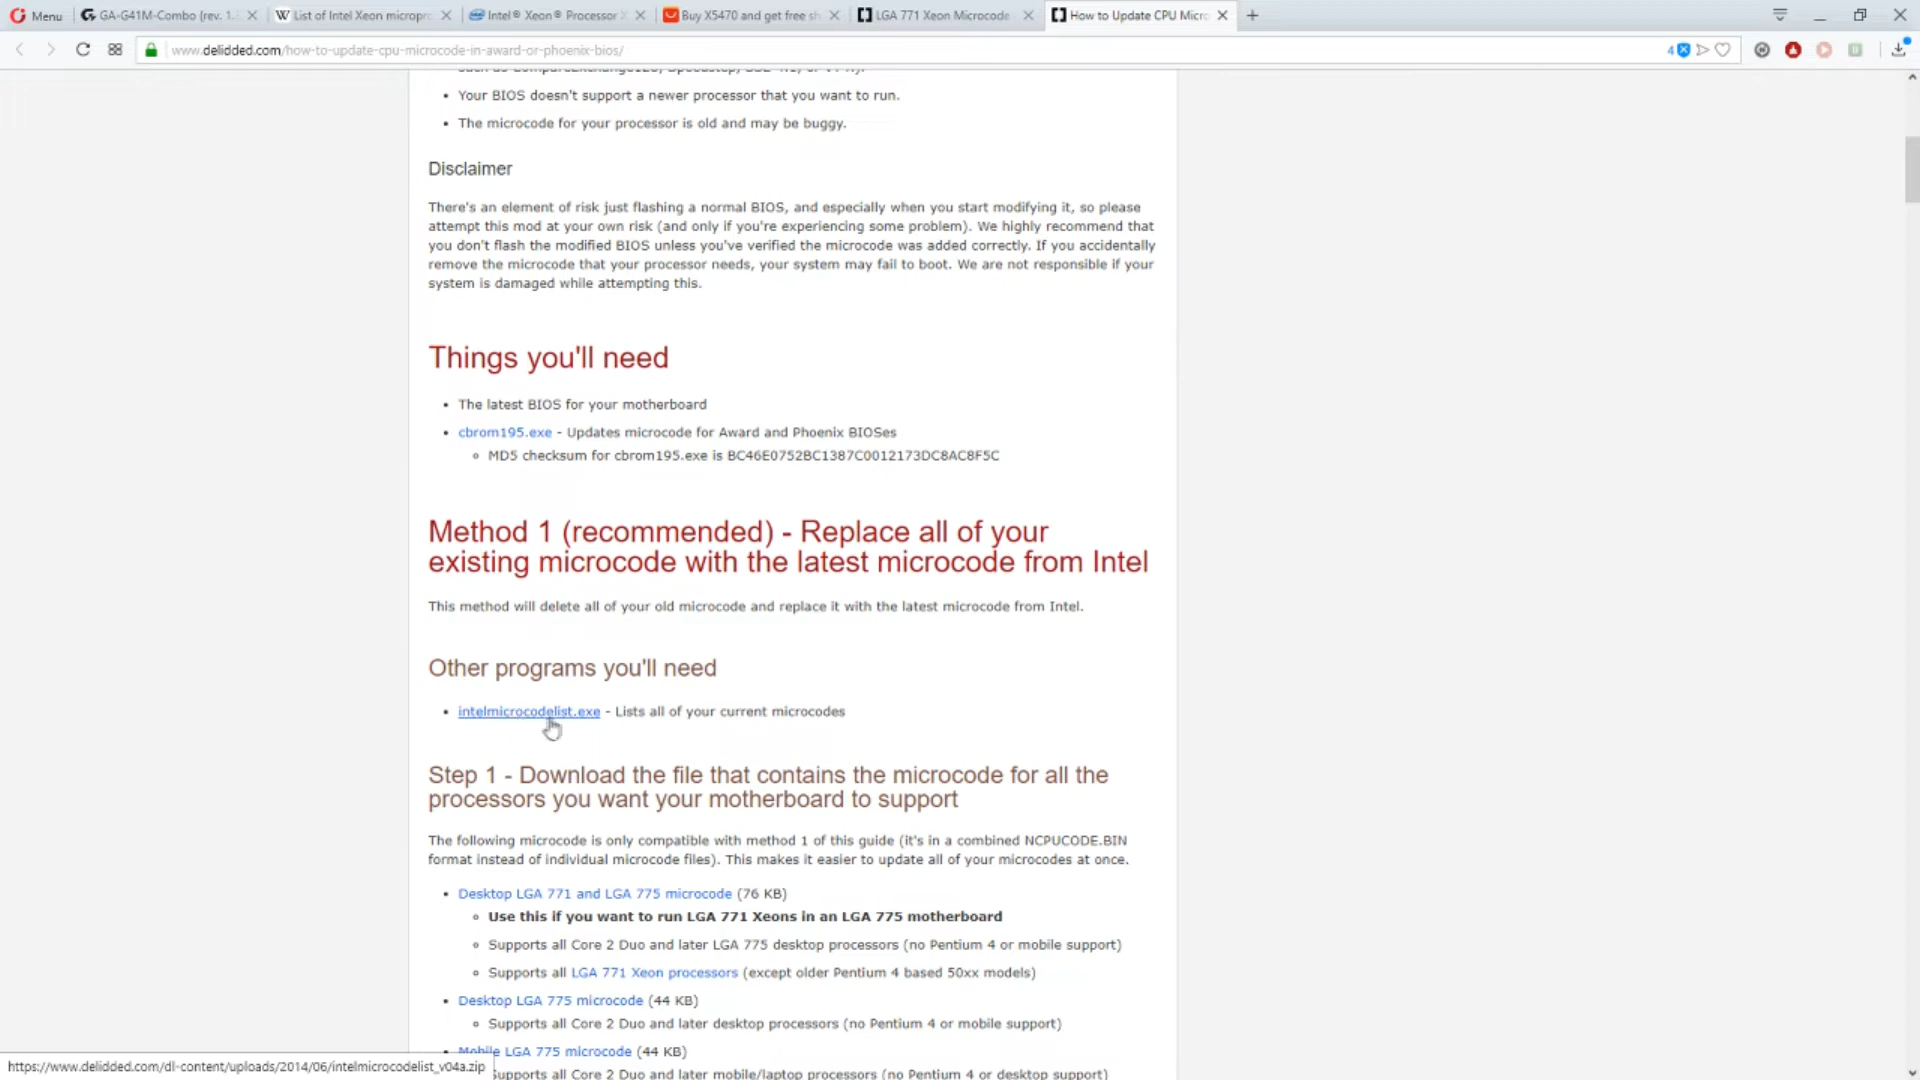 Menu
GA-G41M-Combo (rev. 1.
List of Intel Xeon micropr
Intel® Xeon® Processor
Buy X5470 and get free sh
LGA 771 Xeon Microcode
How to Update CPU Micr
www.delidded.com/how-to-update-cpu-microcode-in-award-or-phoenix-bios/
4
• Your BIOS doesn't support a newer processor that you want to run.
• The microcode for your processor is old and may be buggy.
Disclaimer
There's an element of risk just flashing a normal BIOS, and especially when you start modifying it, so please
attempt this mod at your own risk (and only if you're experiencing some problem). We highly recommend that
you don't flash the modified BIOS unless you've verified the microcode was added correctly. If you accidentally
remove the microcode that your processor needs, your system may fail to boot. We are not responsible if your
system is damaged while attempting this.
Things you'll need
• The latest BIOS for your motherboard
• cbrom195.exe - Updates microcode for Award and Phoenix BIOSes
◦ MD5 checksum for cbrom195.exe is BC46E0752BC1387C0012173DC8AC8F5C
Method 1 (recommended) - Replace all of your
existing microcode with the latest microcode from Intel
This method will delete all of your old microcode and replace it with the latest microcode from Intel.
Other programs you'll need
• intelmicrocodelist.exe - Lists all of your current microcodes
Step 1 - Download the file that contains the microcode for all the
processors you want your motherboard to support
The following microcode is only compatible with method 1 of this guide (it's in a combined NCPUCODE.BIN
format instead of individual microcode files). This makes it easier to update all of your microcodes at once.
• Desktop LGA 771 and LGA 775 microcode (76 KB)
◦ Use this if you want to run LGA 771 Xeons in an LGA 775 motherboard
◦ Supports all Core 2 Duo and later LGA 775 desktop processors (no Pentium 4 or mobile support)
◦ Supports all LGA 771 Xeon processors (except older Pentium 4 based 50xx models)
• Desktop LGA 775 microcode (44 KB)
◦ Supports all Core 2 Duo and later desktop processors (no Pentium 4 or mobile support)
Mobile LGA 775 microcode (44 KB)
https://www.delidded.com/dl-content/uploads/2014/06/intelmicrocodelist_v04a.zip
Supports all Core 2 Duo and later mobile/laptop processors (no Pentium 4 or desktop support)